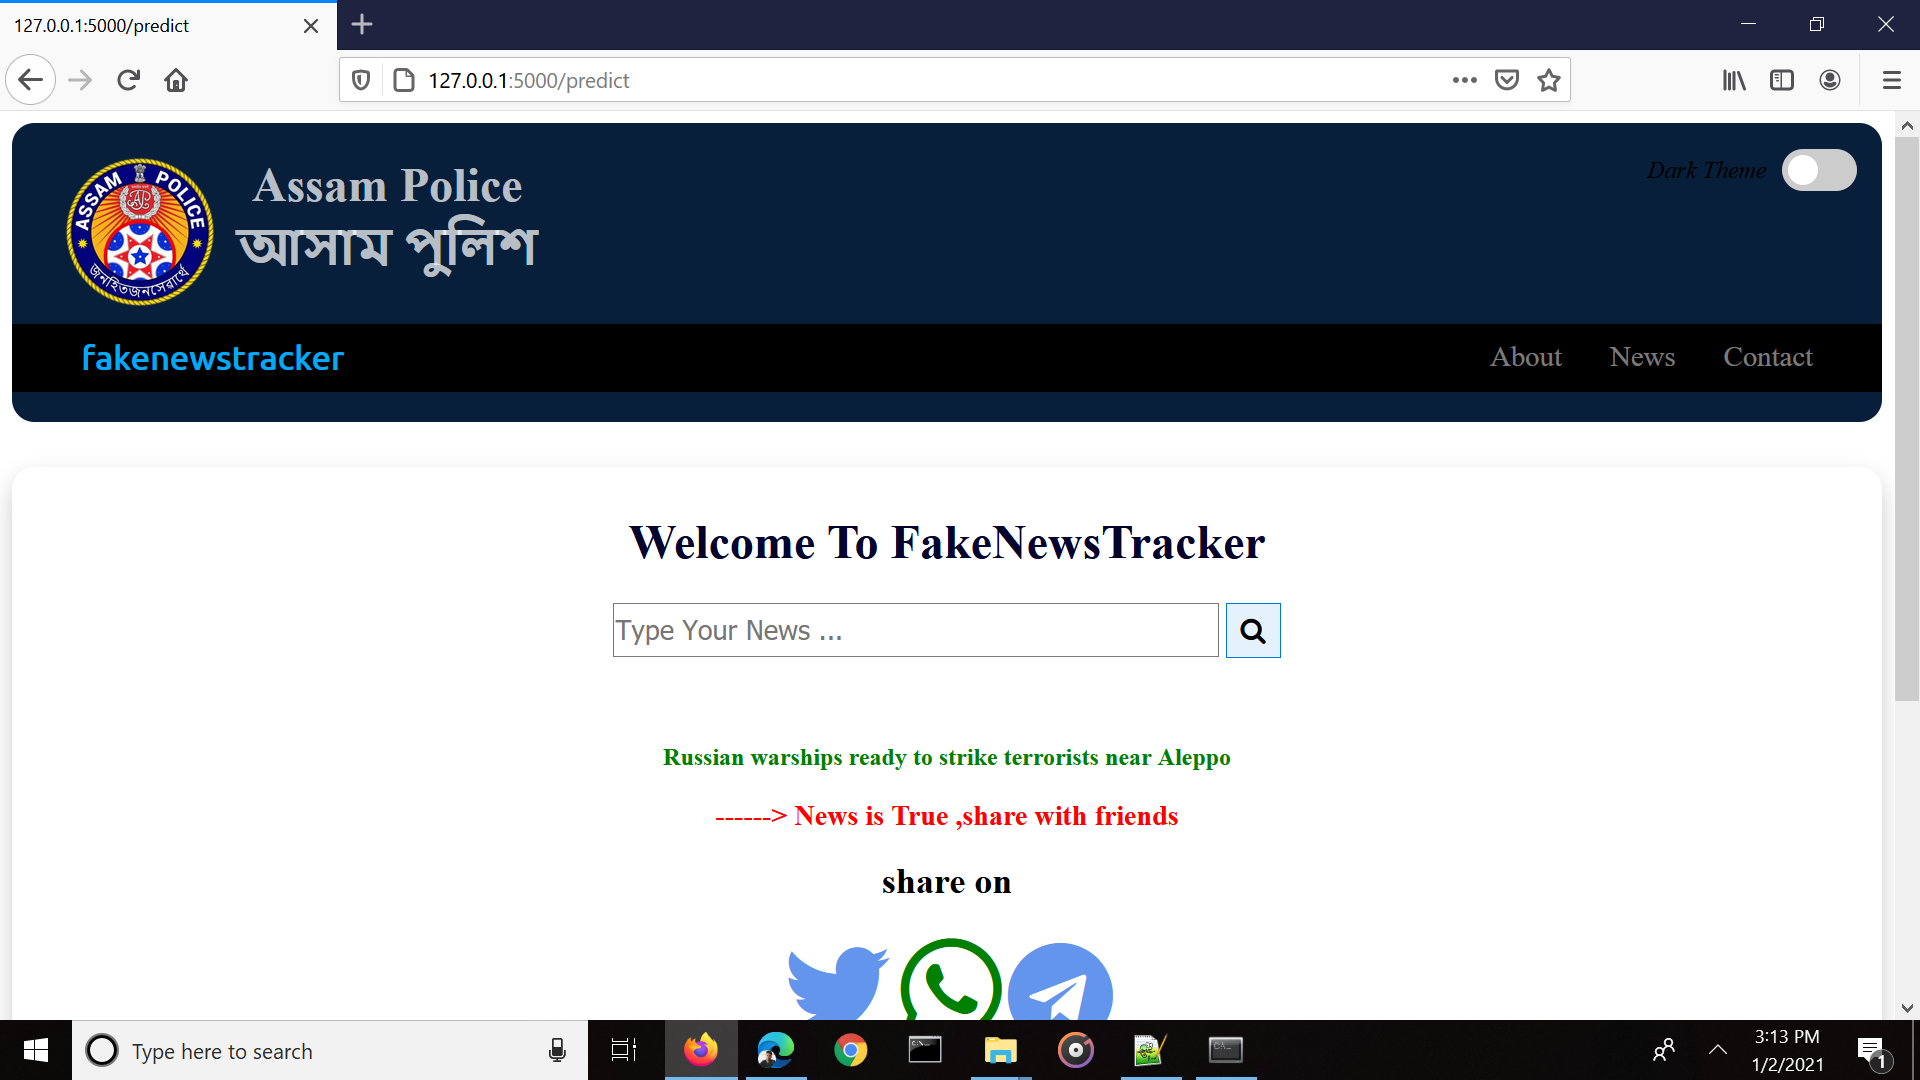 127.0.0.1:5000/predict
127.0.0.1:5000/predict
ASSAM POLICE
জনহিতজনসেৱাৰ্থে
Assam Police
আসাম পুলিশ
Dark Theme
fakenewstracker
About News Contact
Welcome To FakeNewsTracker
Type Your News ...
Russian warships ready to strike terrorists near Aleppo
------> News is True ,share with friends
share on
Type here to search
3:13 PM
1/2/2021
1